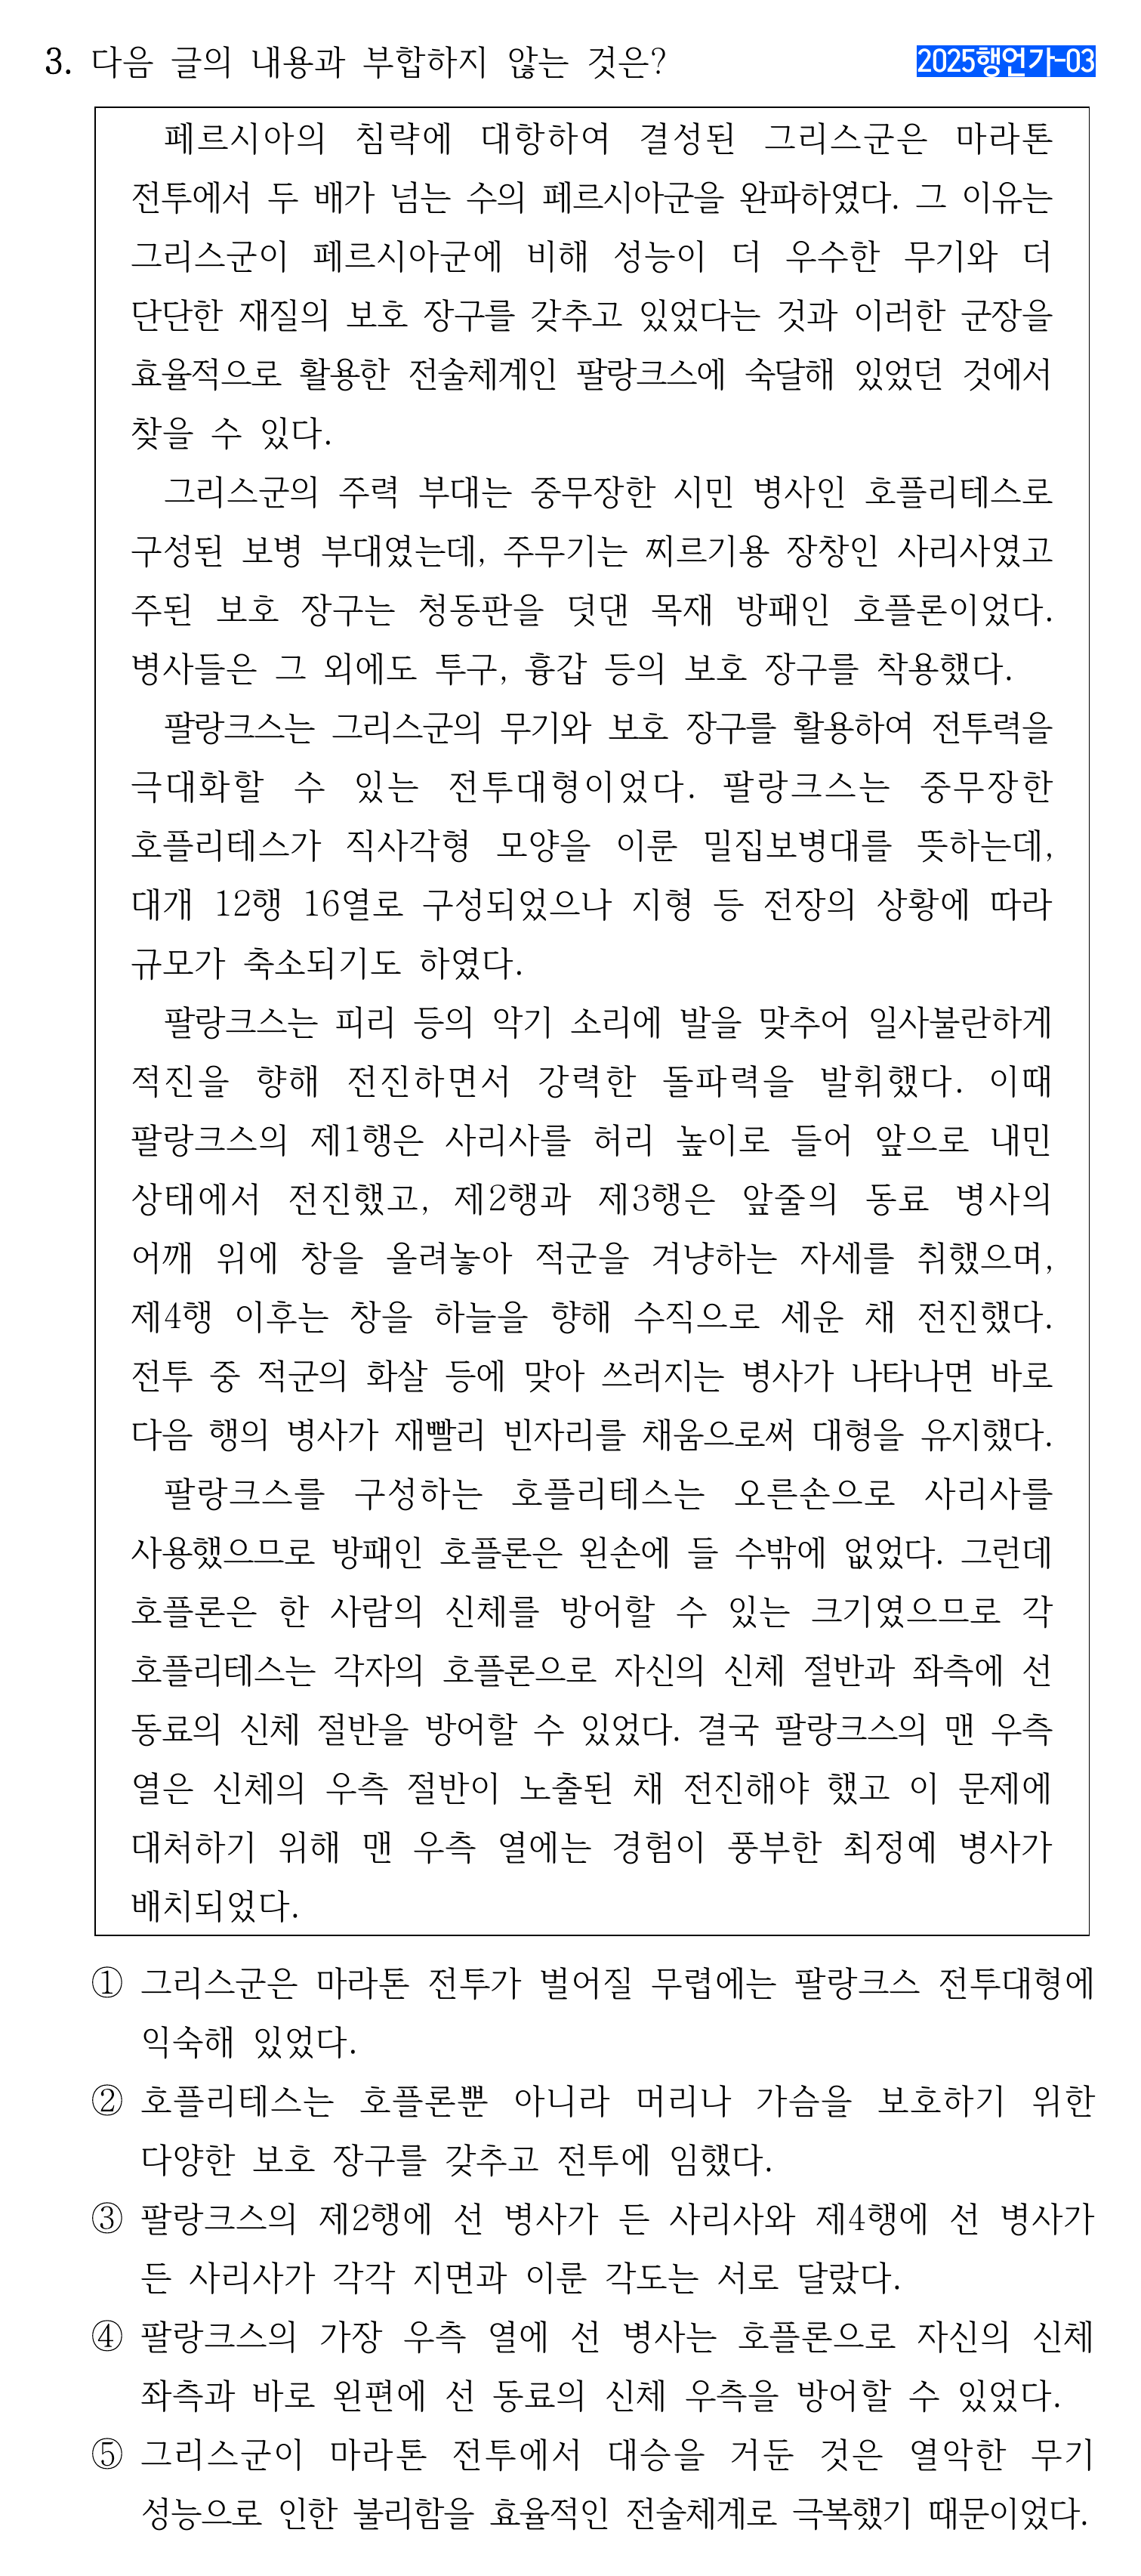 3. 다음 글의 내용과 부합하지 않는 것은?
2025행언가-03
페르시아의 침략에 대항하여 결성된 그리스군은 마라톤
전투에서 두 배가 넘는 수의 페르시아군을 완파하였다. 그 이유는
그리스군이 페르시아군에 비해 성능이 더 우수한 무기와 더
단단한 재질의 보호 장구를 갖추고 있었다는 것과 이러한 군장을
효율적으로 활용한 전술체계인 팔랑크스에 숙달해 있었던 것에서
찾을 수 있다.
그리스군의 주력 부대는 중무장한 시민 병사인 호플리테스로
구성된 보병 부대였는데, 주무기는 찌르기용 장창인 사리사였고
주된 보호 장구는 청동판을 덧댄 목재 방패인 호플론이었다.
병사들은 그 외에도 투구, 흉갑 등의 보호 장구를 착용했다.
팔랑크스는 그리스군의 무기와 보호 장구를 활용하여 전투력을
극대화할 수 있는 전투대형이었다. 팔랑크스는 중무장한
호플리테스가 직사각형 모양을 이룬 밀집보병대를 뜻하는데,
대개 12행 16열로 구성되었으나 지형 등 전장의 상황에 따라
규모가 축소되기도 하였다.
팔랑크스는 피리 등의 악기 소리에 발을 맞추어 일사불란하게
적진을 향해 전진하면서 강력한 돌파력을 발휘했다. 이때
팔랑크스의 제1행은 사리사를 허리 높이로 들어 앞으로 내민
상태에서 전진했고, 제2행과 제3행은 앞줄의 동료 병사의
어깨 위에 창을 올려놓아 적군을 겨냥하는 자세를 취했으며,
제4행 이후는 창을 하늘을 향해 수직으로 세운 채 전진했다.
전투 중 적군의 화살 등에 맞아 쓰러지는 병사가 나타나면 바로
다음 행의 병사가 재빨리 빈자리를 채움으로써 대형을 유지했다.
팔랑크스를 구성하는 호플리테스는 오른손으로 사리사를
사용했으므로 방패인 호플론은 왼손에 들 수밖에 없었다. 그런데
호플론은 한 사람의 신체를 방어할 수 있는 크기였으므로 각
호플리테스는 각자의 호플론으로 자신의 신체 절반과 좌측에 선
동료의 신체 절반을 방어할 수 있었다. 결국 팔랑크스의 맨 우측
열은 신체의 우측 절반이 노출된 채 전진해야 했고 이 문제에
대처하기 위해 맨 우측 열에는 경험이 풍부한 최정예 병사가
배치되었다.
① 그리스군은 마라톤 전투가 벌어질 무렵에는 팔랑크스 전투대형에
익숙해 있었다.
② 호플리테스는 호플론뿐 아니라 머리나 가슴을 보호하기 위한
다양한 보호 장구를 갖추고 전투에 임했다.
③ 팔랑크스의 제2행에 선 병사가 든 사리사와 제4행에 선 병사가
든 사리사가 각각 지면과 이룬 각도는 서로 달랐다.
④ 팔랑크스의 가장 우측 열에 선 병사는 호플론으로 자신의 신체
좌측과 바로 왼편에 선 동료의 신체 우측을 방어할 수 있었다.
⑤ 그리스군이 마라톤 전투에서 대승을 거둔 것은 열악한 무기
성능으로 인한 불리함을 효율적인 전술체계로 극복했기 때문이었다.